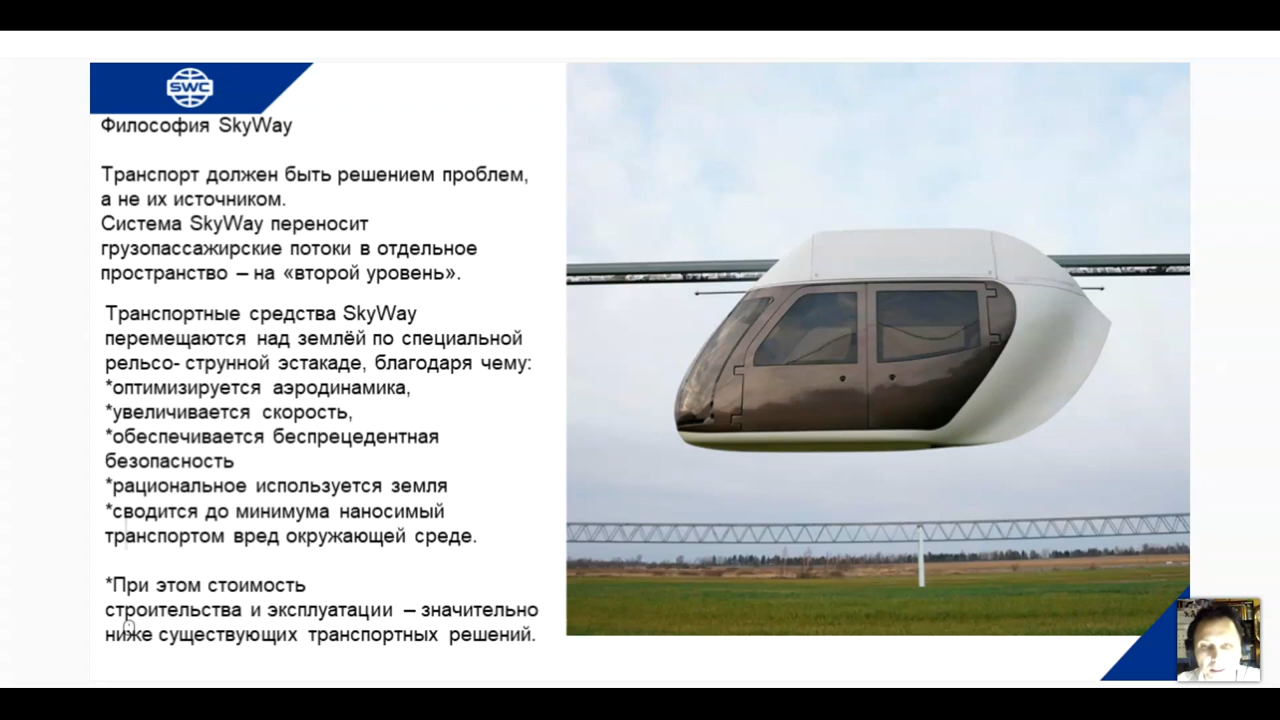 SWC
Философия SkyWay
Транспорт должен быть решением проблем,
а не их источником.
Система SkyWay переносит
грузопассажирские потоки в отдельное
пространство – на «второй уровень».
Транспортные средства SkyWay
перемещаются над землёй по специальной
рельсо- струнной эстакаде, благодаря чему:
*оптимизируется аэродинамика,
*увеличивается скорость,
*обеспечивается беспрецедентная
безопасность
*рациональное используется земля
*сводится до минимума наносимый
транспортом вред окружающей среде.
*При этом стоимость
строительства и эксплуатации – значительно
ниже существующих транспортных решений.